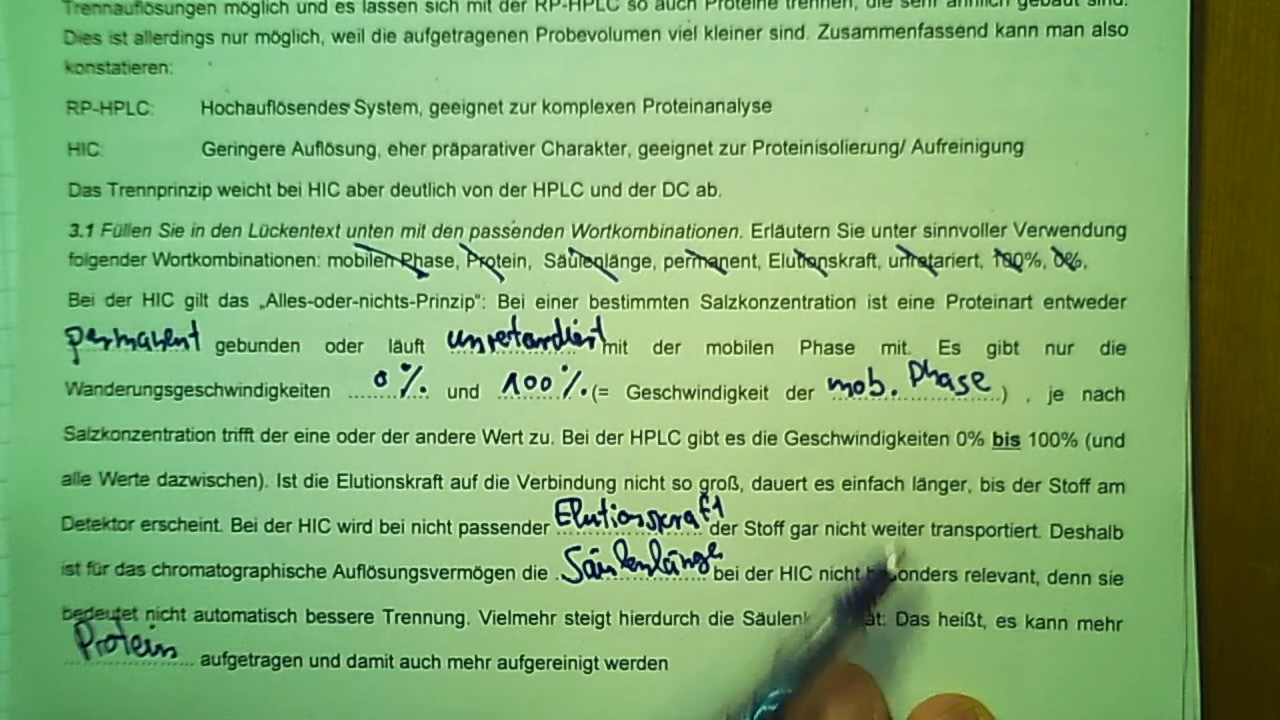 Trennauflösungen möglich und es lassen sich mit der RP-HPLC so auch Proteine trennen, die sehr ähnlich gebaut sind.
Dies ist allerdings nur möglich, weil die aufgetragenen Probevolumen viel kleiner sind. Zusammenfassend kann man also
konstatieren:
RP-HPLC: Hochauflösendes System, geeignet zur komplexen Proteinanalyse
HIC: Geringere Auflösung, eher präparativer Charakter, geeignet zur Proteinisolierung/ Aufreinigung
Das Trennprinzip weicht bei HIC aber deutlich von der HPLC und der DC ab.
3.1 Füllen Sie in den Lückentext unten mit den passenden Wortkombinationen. Erläutern Sie unter sinnvoller Verwendung
folgender Wortkombinationen: mobilen Phase, Protein, Säulenlänge, permanent, Elutionskraft, unretardiert, 100%, 0%,
Bei der HIC gilt das „Alles-oder-nichts-Prinzip": Bei einer bestimmten Salzkonzentration ist eine Proteinart entweder
permanent gebunden oder läuft unretardiert mit der mobilen Phase mit. Es gibt nur die
Wanderungsgeschwindigkeiten 0% und 100% (= Geschwindigkeit der mob. Phase) , je nach
Salzkonzentration trifft der eine oder der andere Wert zu. Bei der HPLC gibt es die Geschwindigkeiten 0% bis 100% (und
alle Werte dazwischen). Ist die Elutionskraft auf die Verbindung nicht so groß, dauert es einfach länger, bis der Stoff am
Detektor erscheint. Bei der HIC wird bei nicht passender Elutionskraft der Stoff gar nicht weiter transportiert. Deshalb
ist für das chromatographische Auflösungsvermögen die Säulenlänge bei der HIC nicht besonders relevant, denn sie
bedeutet nicht automatisch bessere Trennung. Vielmehr steigt hierdurch die Das heißt, es kann mehr
Protein aufgetragen und damit auch mehr aufgereinigt werden